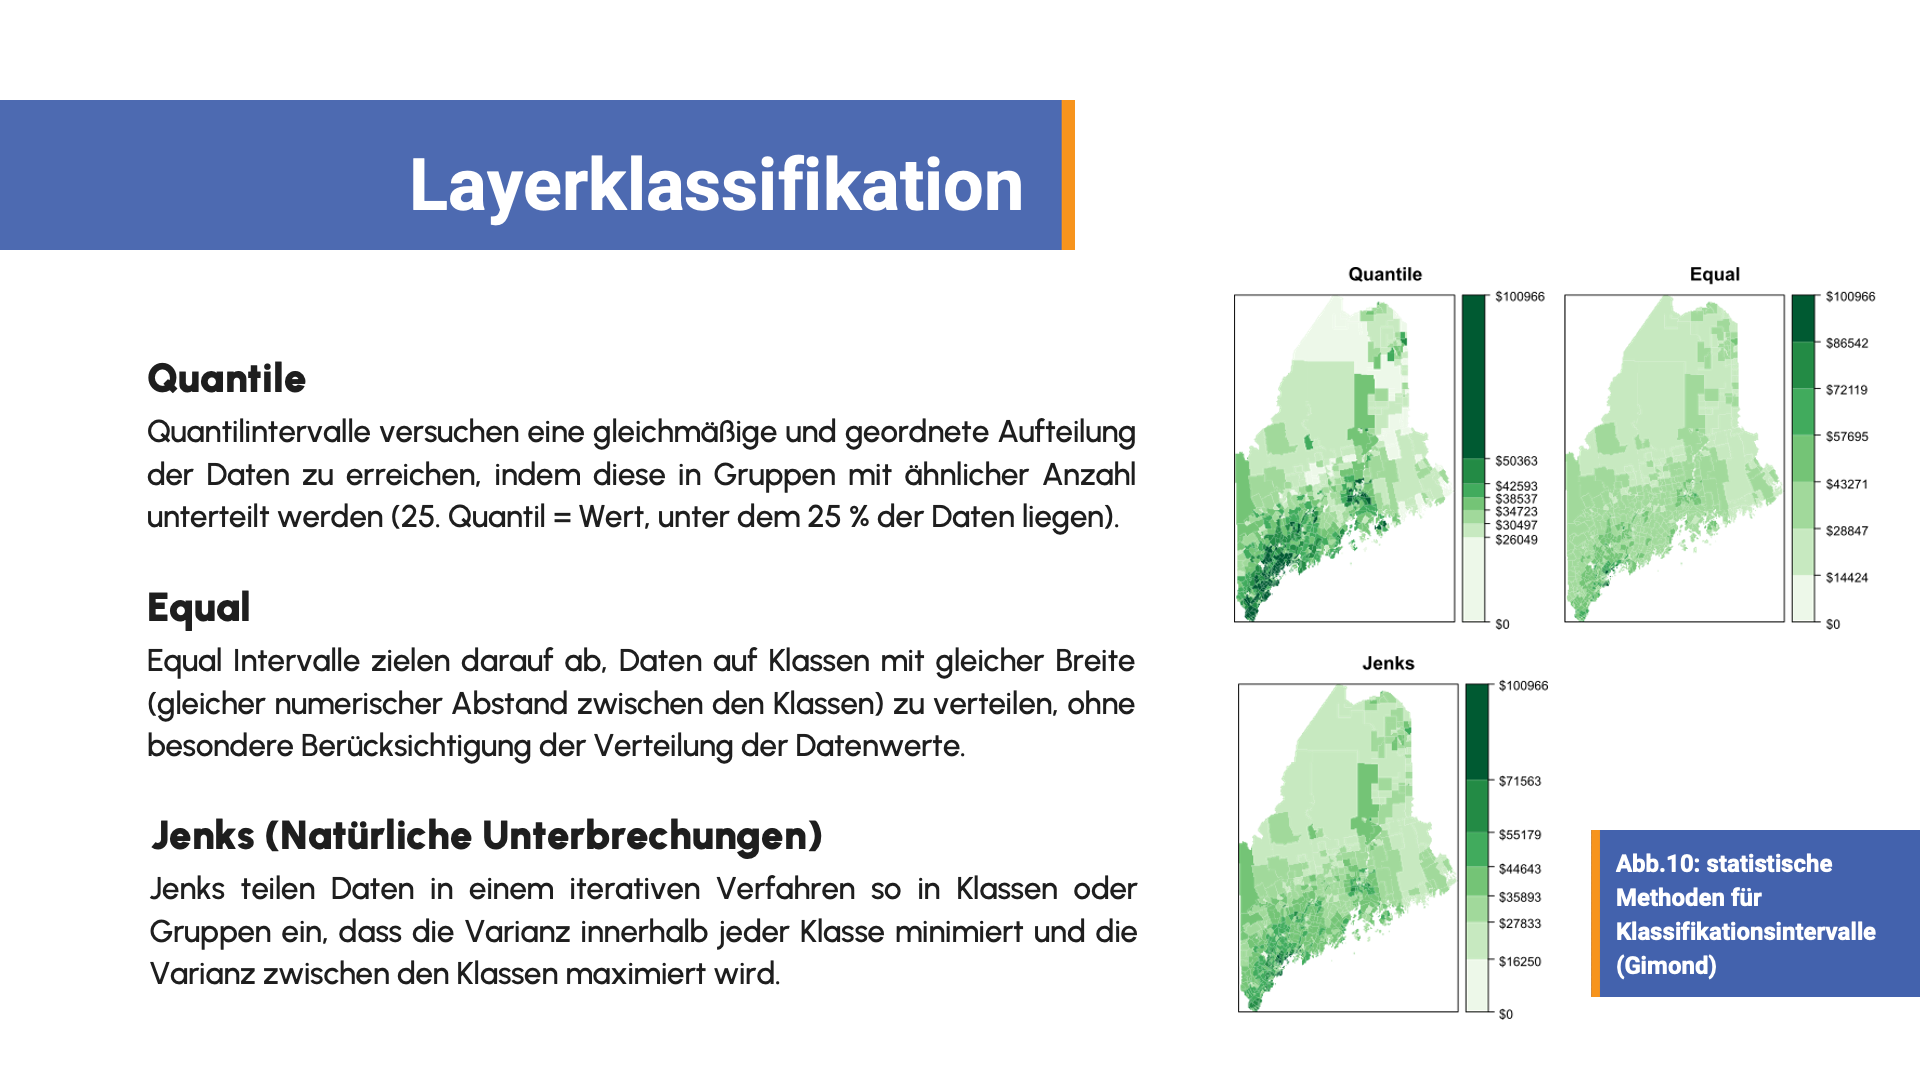 Layerklassifikation
Quantile
Quantilintervalle versuchen eine gleichmäßige und geordnete Aufteilung
der Daten zu erreichen, indem diese in Gruppen mit ähnlicher Anzahl
unterteilt werden (25. Quantil = Wert, unter dem 25 % der Daten liegen).
Equal
Equal Intervalle zielen darauf ab, Daten auf Klassen mit gleicher Breite
(gleicher numerischer Abstand zwischen den Klassen) zu verteilen, ohne
besondere Berücksichtigung der Verteilung der Datenwerte.
Jenks (Natürliche Unterbrechungen)
Jenks teilen Daten in einem iterativen Verfahren so in Klassen oder
Gruppen ein, dass die Varianz innerhalb jeder Klasse minimiert und die
Varianz zwischen den Klassen maximiert wird.
Quantile
$100966
$50363
$42593
$38537
$34723
$30497
$26049
$0
Equal
$100966
$86542
$72119
$57695
$43271
$28847
$14424
$0
Jenks
$100966
$71563
$55179
$44643
$35893
$27833
$16250
$0
Abb.10: statistische
Methoden für
Klassifikationsintervalle
(Gimond)